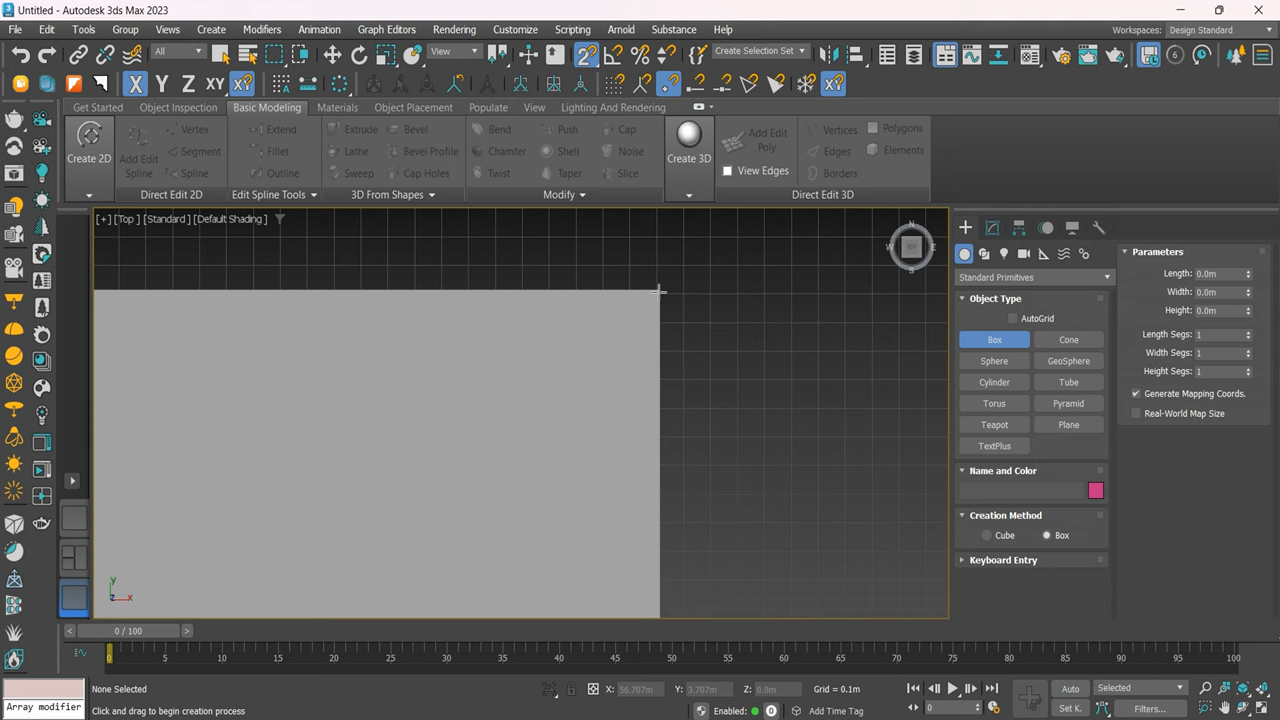 Untitled - Autodesk 3ds Max 2023
File Edit Tools Group Views Create Modifiers Animation Graph Editors Rendering Customize Scripting Arnold Substance Help Workspaces: Design Standard
All View Create Selection Set
X Y Z XY
Get Started Object Inspection Basic Modeling Materials Object Placement Populate View Lighting And Rendering
Create 2D
Add Edit Spline
Vertex
Segment
Spline
Direct Edit 2D
Extend
Fillet
Outline
Edit Spline Tools
Extrude Bevel
Lathe Bevel Profile
Sweep Cap Holes
3D From Shapes
Bend Push Cap
Chamfer Shell Noise
Twist Taper Slice
Modify
Create 3D
Add Edit Poly
View Edges
Vertices Polygons
Edges Elements
Borders
Direct Edit 3D
[+] [Top ] [Standard ] [Default Shading ]
N
W E
S
TOP
y
z x
Standard Primitives
Object Type
AutoGrid
Box Cone
Sphere GeoSphere
Cylinder Tube
Torus Pyramid
Teapot Plane
TextPlus
Name and Color
Creation Method
Cube Box
Keyboard Entry
Parameters
Length: 0.0m
Width: 0.0m
Height: 0.0m
Length Segs: 1
Width Segs: 1
Height Segs: 1
Generate Mapping Coords.
Real-World Map Size
< 0 / 100 >
0 5 10 15 20 25 30 35 40 45 50 55 60 65 70 75 80 85 90 95 100
None Selected X: 56.707m Y: 3.707m Z: 0.0m Grid = 0.1m Auto Selected
Array modifier Click and drag to begin creation process Enabled: 0 Add Time Tag 0 Set K. Filters...